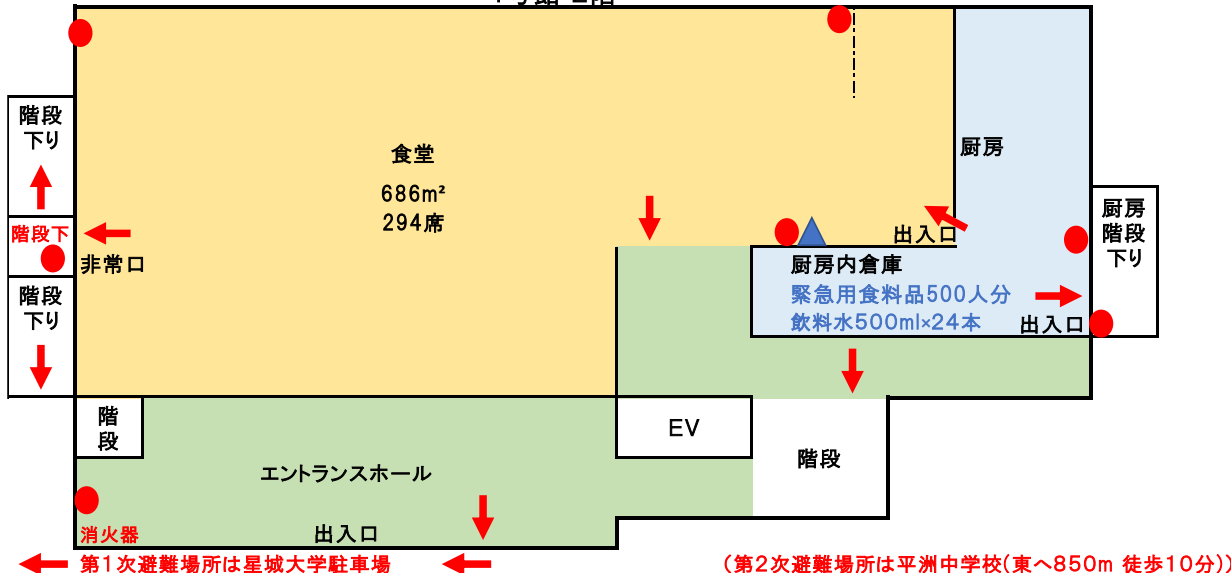 階段
下り
食堂
686m²
294席
厨房
階段下
非常口
階段
下り
出入口
厨房
階段
下り
厨房内倉庫
緊急用食料品500人分
飲料水500ml×24本
出入口
階
段
EV
階段
エントランスホール
消火器
出入口
第1次避難場所は星城大学駐車場
(第2次避難場所は平洲中学校(東へ850m 徒歩10分))